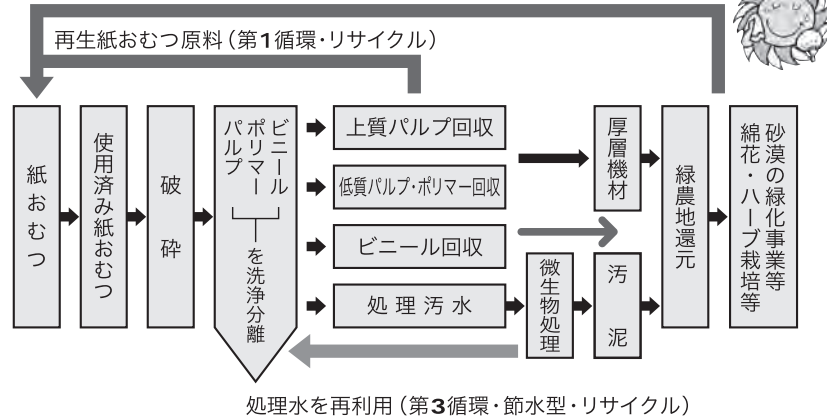 再生紙おむつ原料（第1循環・リサイクル）
紙おむつ
使用済み紙おむつ
破砕
ビニール
ポリマー
パルプ
を洗浄分離
上質パルプ回収
低質パルプ・ポリマー回収
ビニール回収
処理汚水
微生物処理
厚層機材
汚泥
緑農地還元
砂漠の緑化事業等
綿花・ハーブ栽培等
処理水を再利用（第3循環・節水型・リサイクル）